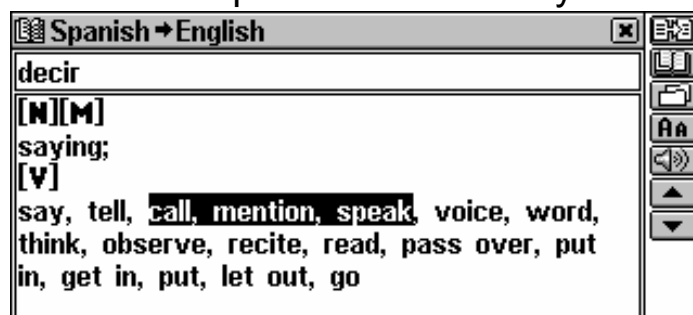 Spanish→English
decir
[N][M]
saying;
[V]
say, tell, call, mention, speak, voice, word,
think, observe, recite, read, pass over, put
in, get in, put, let out, go
AA